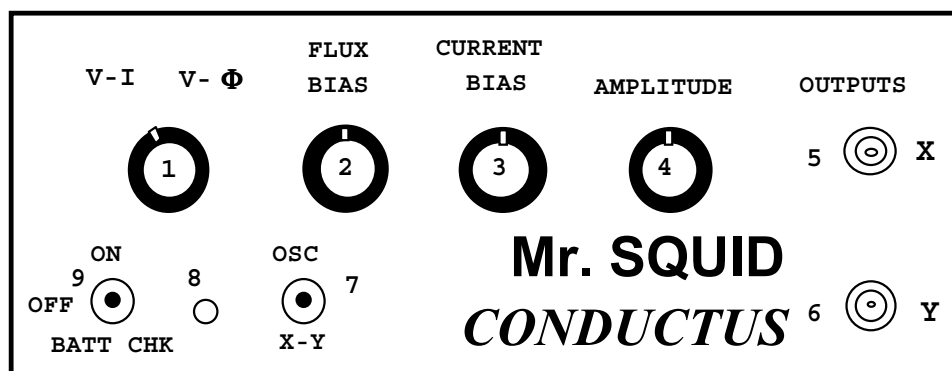 V-I V-Φ FLUX BIAS CURRENT BIAS AMPLITUDE OUTPUTS
1 2 3 4 5 X
ON OSC Mr. SQUID
9 8 7
OFF CONDUCTUS 6 Y
BATT CHK X-Y